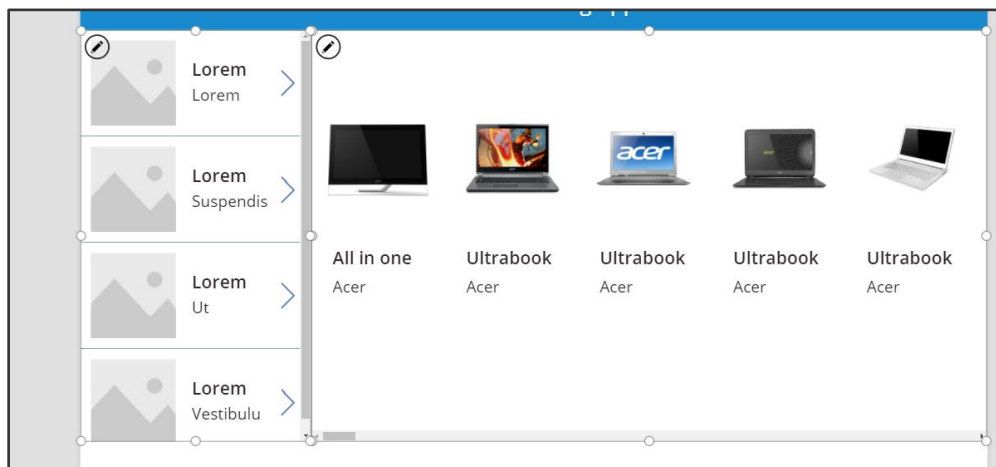 Lorem
Lorem
Lorem
Suspendis
Lorem
Ut
Lorem
Vestibulu
acer
All in one
Ultrabook
Ultrabook
Ultrabook
Ultrabook
Acer
Acer
Acer
Acer
Acer